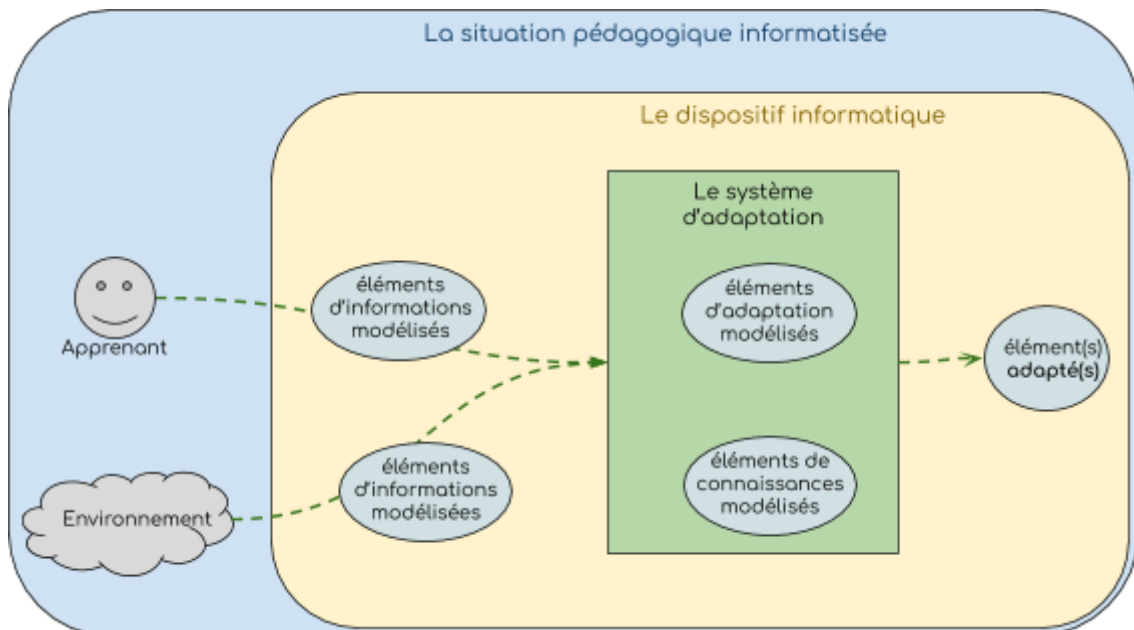 La situation pédagogique informatisée
Le dispositif informatique
Le système
d'adaptation
éléments
d'informations
modélisés
éléments
d'adaptation
modélisés
élément(s)
adapté(s)
Apprenant
éléments
d'informations
modélisées
éléments de
connaissances
modélisés
Environnement